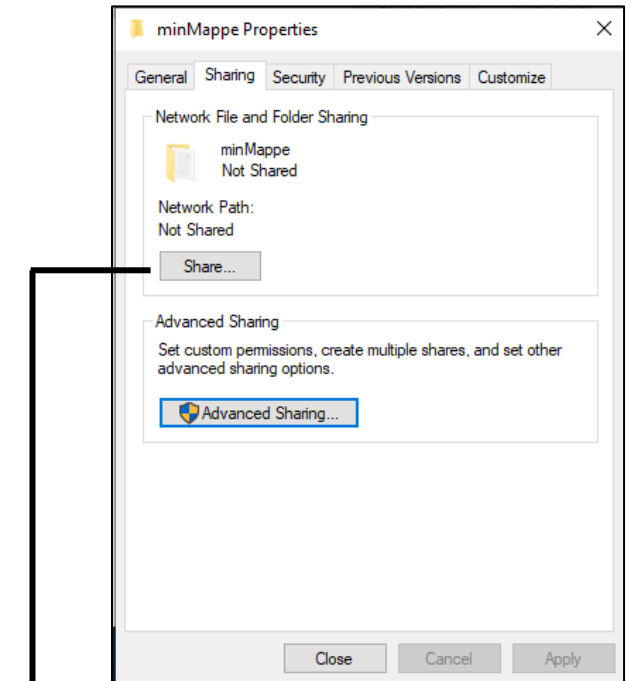 minMappe Properties
General Sharing Security Previous Versions Customize
Network File and Folder Sharing
minMappe
Not Shared
Network Path:
Not Shared
Share...
Advanced Sharing
Set custom permissions, create multiple shares, and set other
advanced sharing options.
Advanced Sharing...
Close Cancel Apply